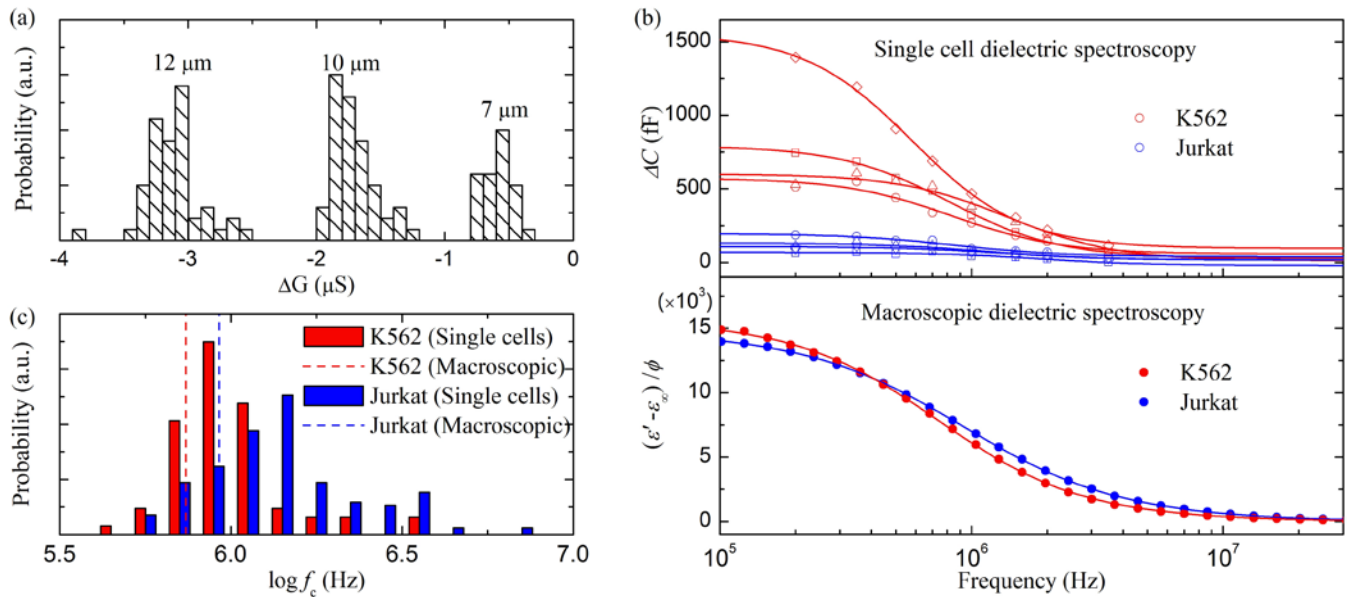 (a)
Probability (a.u.)
12 μm
10 μm
7 μm
-4
-3
-2
-1
0
ΔG (μS)
(c)
Probability (a.u.)
K562 (Single cells)
K562 (Macroscopic)
Jurkat (Single cells)
Jurkat (Macroscopic)
5.5
6.0
6.5
7.0
log f_c (Hz)
(b)
ΔC (fF)
1500
1000
500
0
Single cell dielectric spectroscopy
K562
Jurkat
(×10³)
(ε' -ε∞) /ϕ
15
10
5
0
Macroscopic dielectric spectroscopy
K562
Jurkat
10⁵
10⁶
10⁷
Frequency (Hz)